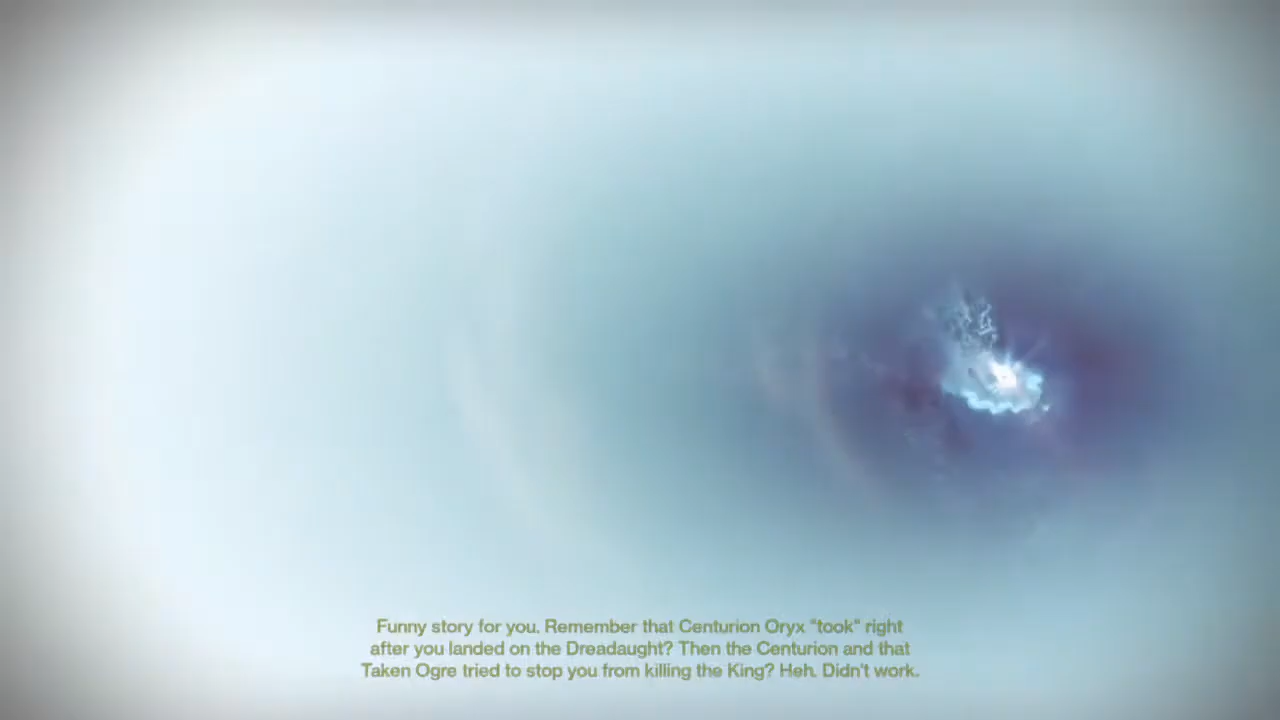 Funny story for you. Remember that Centurion Oryx "took" right
after you landed on the Dreadaught? Then the Centurion and that
Taken Ogre tried to stop you from killing the King? Heh. Didn't work.